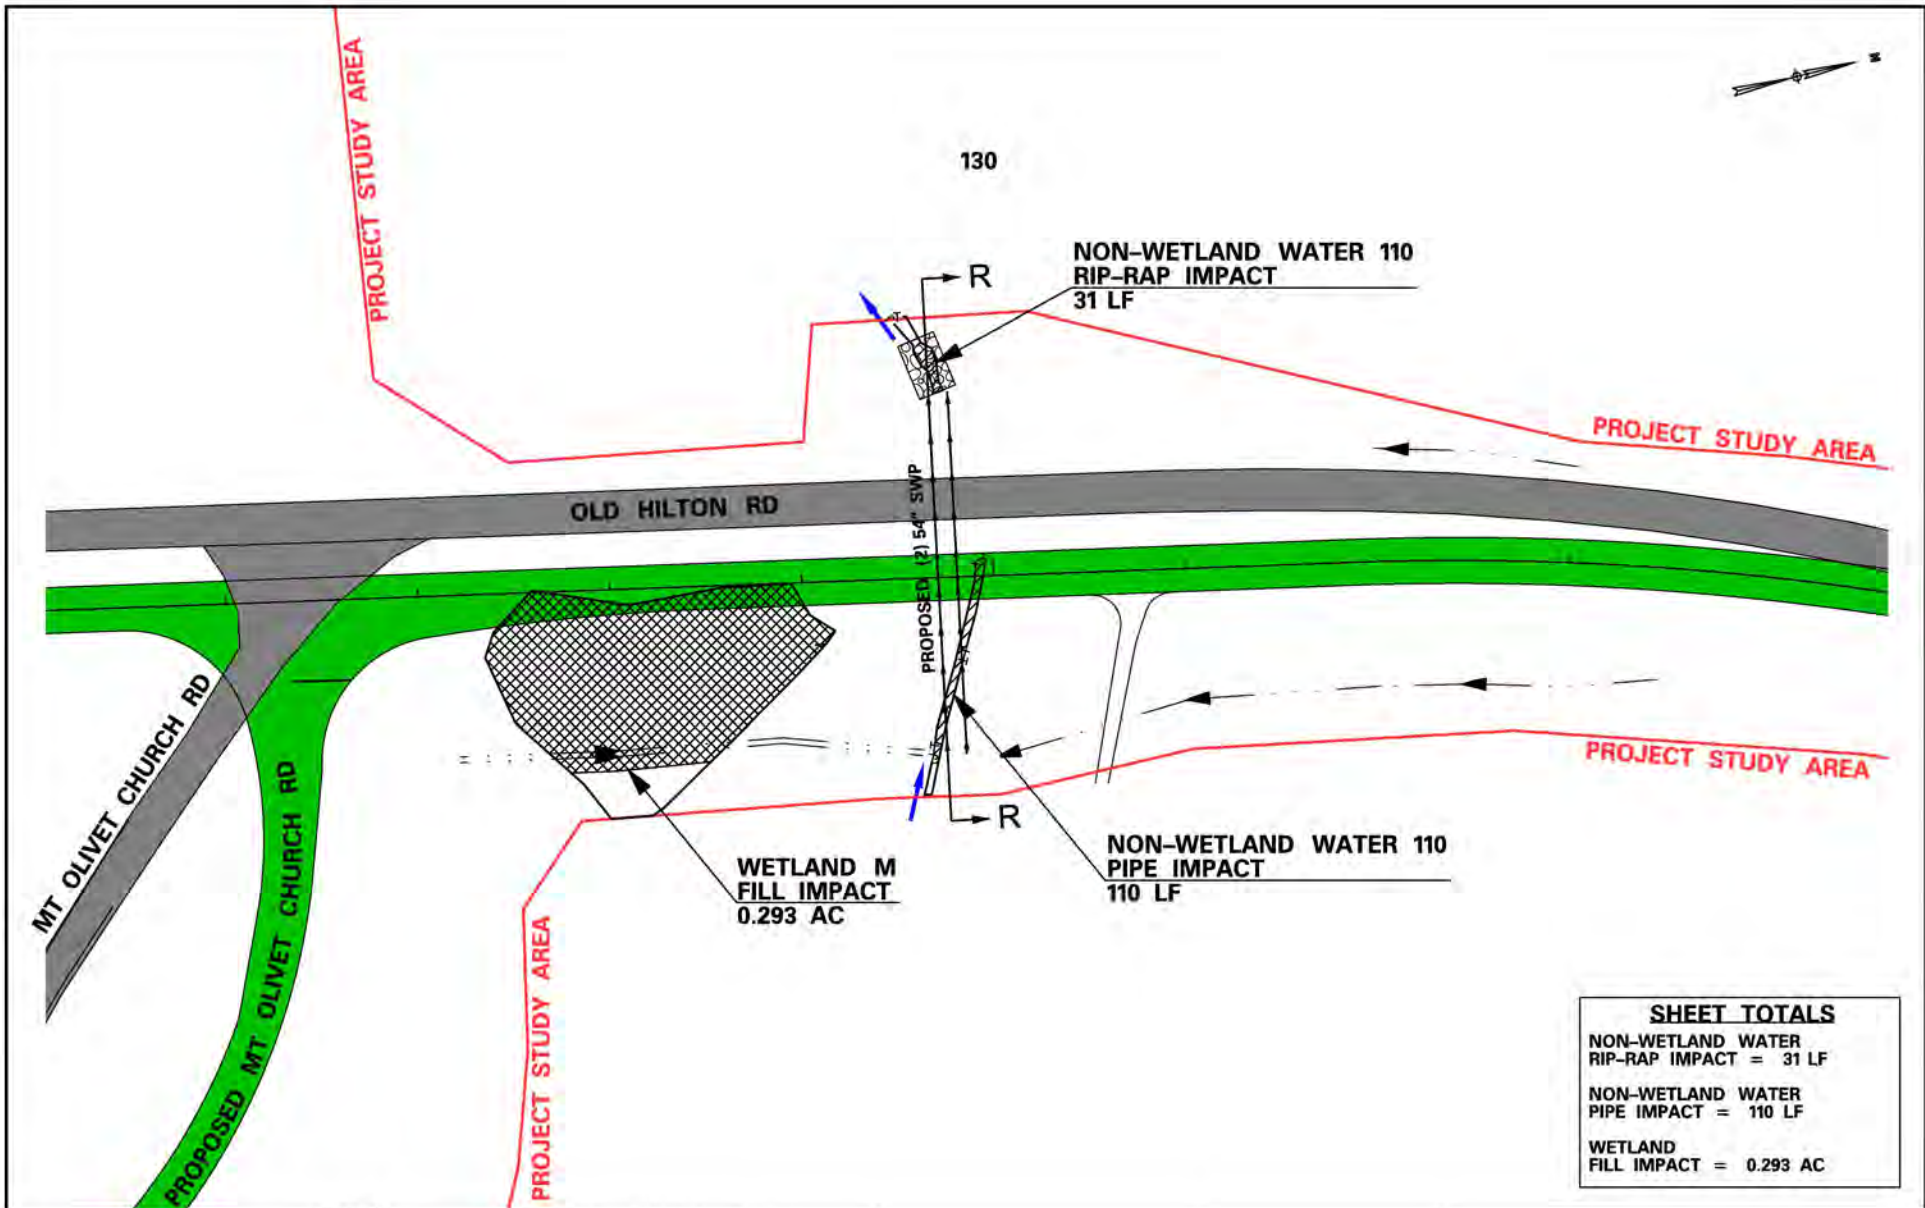 PROJECT STUDY AREA
130
NON-WETLAND WATER 110
RIP-RAP IMPACT
31 LF
R
PROJECT STUDY AREA
OLD HILTON RD
PROPOSED (2) 54" SWP
MT OLIVET CHURCH RD
PROPOSED MT OLIVET CHURCH RD
PROJECT STUDY AREA
R
WETLAND M
FILL IMPACT
0.293 AC
NON-WETLAND WATER 110
PIPE IMPACT
110 LF
PROJECT STUDY AREA
SHEET TOTALS
NON-WETLAND WATER
RIP-RAP IMPACT = 31 LF
NON-WETLAND WATER
PIPE IMPACT = 110 LF
WETLAND
FILL IMPACT = 0.293 AC